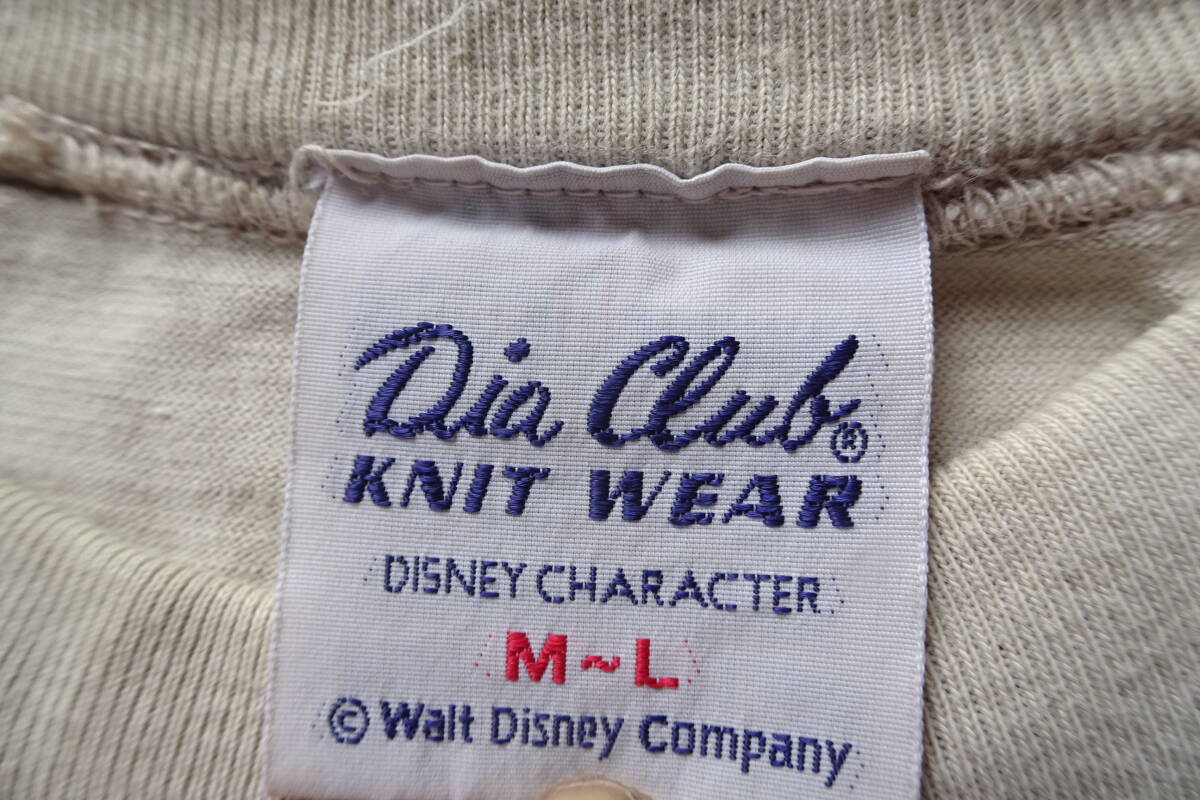 Dia Club®
KNIT WEAR
DISNEY CHARACTER
M~L
© Walt Disney Company